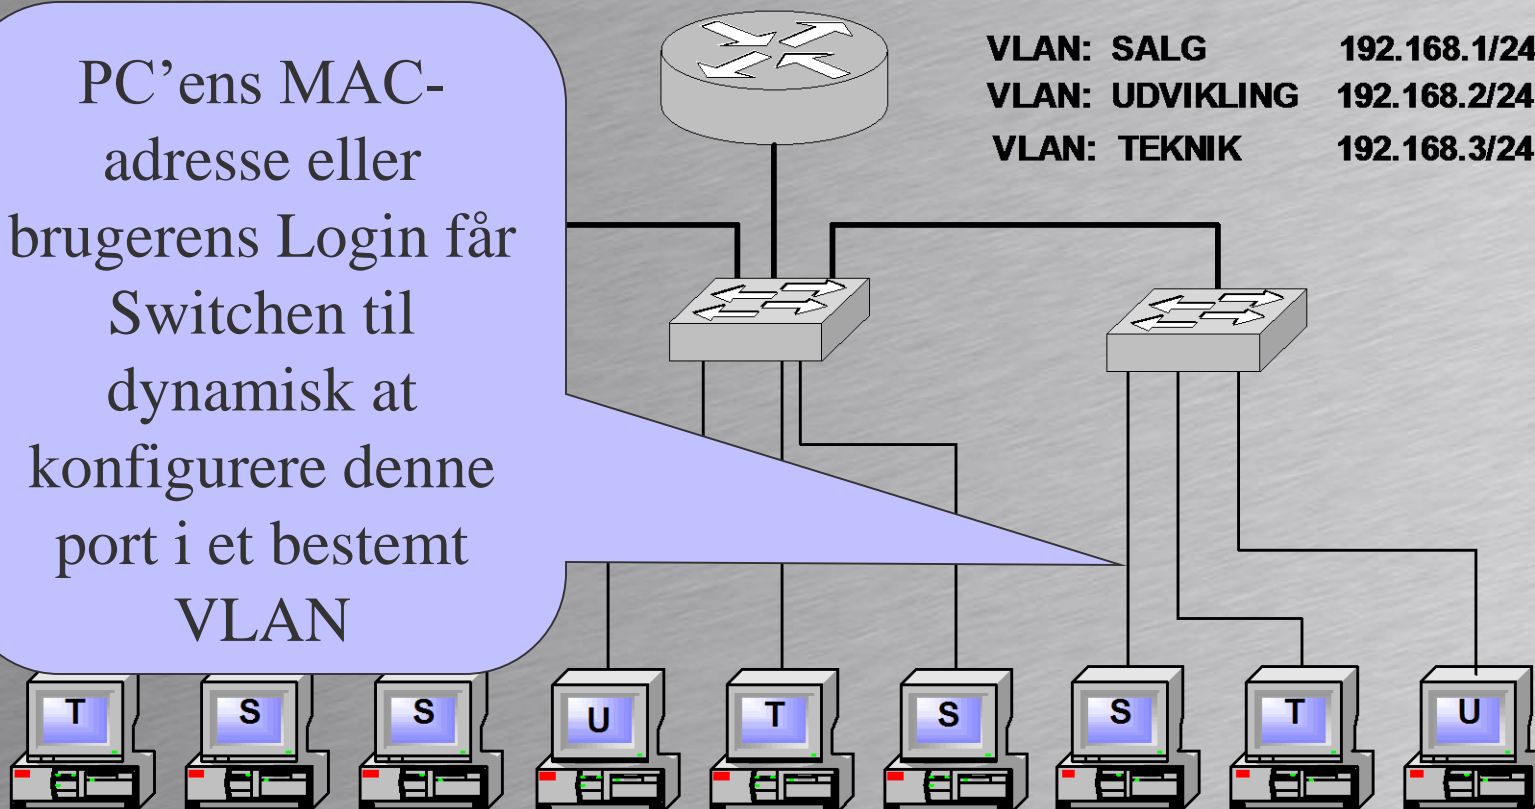 PC’ens MAC-
adresse eller
brugerens Login får
Switchen til
dynamisk at
konfigurere denne
port i et bestemt
VLAN
VLAN: SALG 192.168.1/24
VLAN: UDVIKLING 192.168.2/24
VLAN: TEKNIK 192.168.3/24
T S S U T S S T U